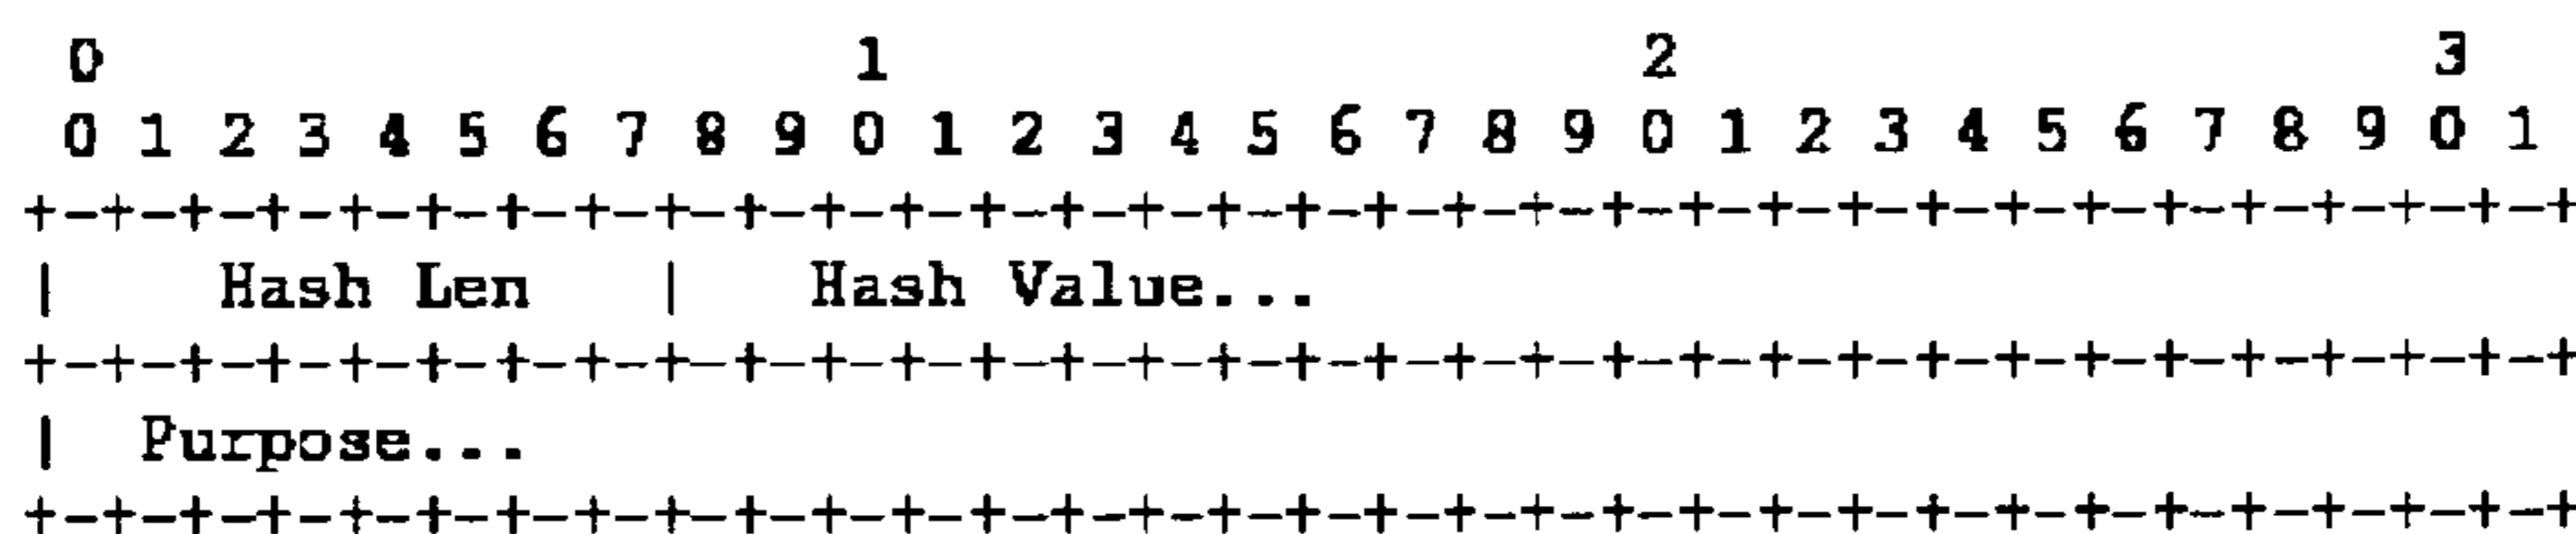 0                   1                   2                   3
0 1 2 3 4 5 6 7 8 9 0 1 2 3 4 5 6 7 8 9 0 1 2 3 4 5 6 7 8 9 0 1
+-+-+-+-+-+-+-+-+-+-+-+-+-+-+-+-+-+-+-+-+-+-+-+-+-+-+-+-+-+-+-+-+
|    Hash Len   |   Hash Value...
+-+-+-+-+-+-+-+-+-+-+-+-+-+-+-+-+-+-+-+-+-+-+-+-+-+-+-+-+-+-+-+-+
|  Purpose...
+-+-+-+-+-+-+-+-+-+-+-+-+-+-+-+-+-+-+-+-+-+-+-+-+-+-+-+-+-+-+-+-+